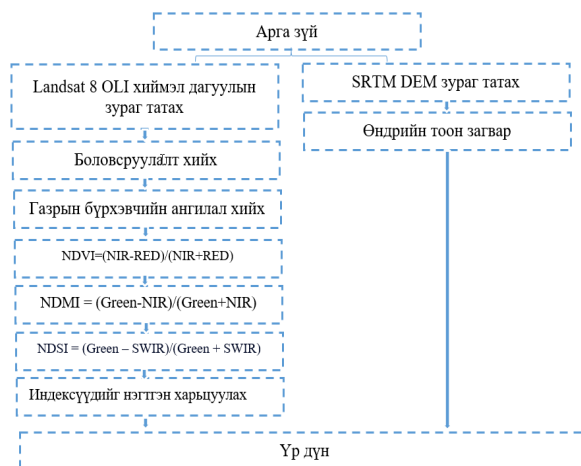 Арга зүй
Landsat 8 OLI хиймэл дагуулын
зураг татах
Боловсруулалт хийх
Газрын бүрхэвчийн ангилал хийх
NDVI=(NIR-RED)/(NIR+RED)
NDMI = (Green-NIR)/(Green+NIR)
NDSI = (Green – SWIR)/(Green + SWIR)
Индексүүдийг нэгтгэн харьцуулах
SRTM DEM зураг татах
Өндрийн тоон загвар
Үр дүн